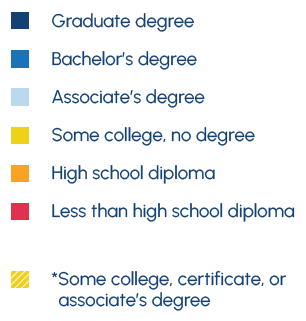 Graduate degree
Bachelor's degree
Associate's degree
Some college, no degree
High school diploma
Less than high school diploma
*Some college, certificate, or
associate's degree